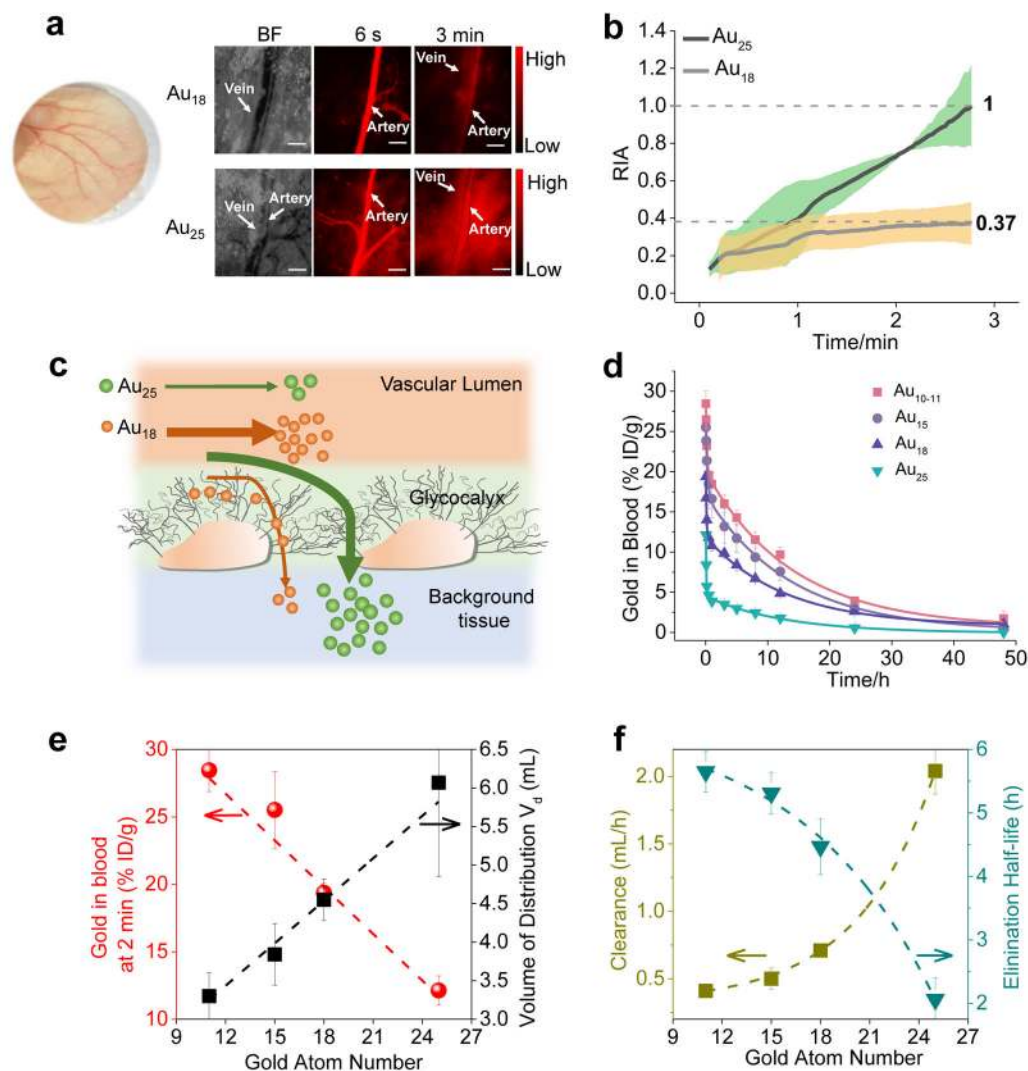 a
BF
6 s
3 min
Au18
Vein
Artery
Vein
Artery
High
Low
Au25
Vein
Artery
Artery
Vein
Artery
High
Low
b
1.4
1.2
1.0
0.8
0.6
0.4
0.2
0.0
RIA
Au25
Au18
1
0.37
0
1
2
3
Time/min
c
Au25
Au18
Vascular Lumen
Glycocalyx
Background
tissue
d
30
25
20
15
10
5
0
Gold in Blood (% ID/g)
Au10-11
Au15
Au18
Au25
0
10
20
30
40
50
Time/h
e
30
25
20
15
10
Gold in blood
at 2 min (% ID/g)
6.5
6.0
5.5
5.0
4.5
4.0
3.5
3.0
Volume of Distribution Vd (mL)
9 12 15 18 21 24 27
Gold Atom Number
f
2.0
1.5
1.0
0.5
Clearance (mL/h)
6
5
4
3
2
Elinination Half-life (h)
9 12 15 18 21 24 27
Gold Atom Number